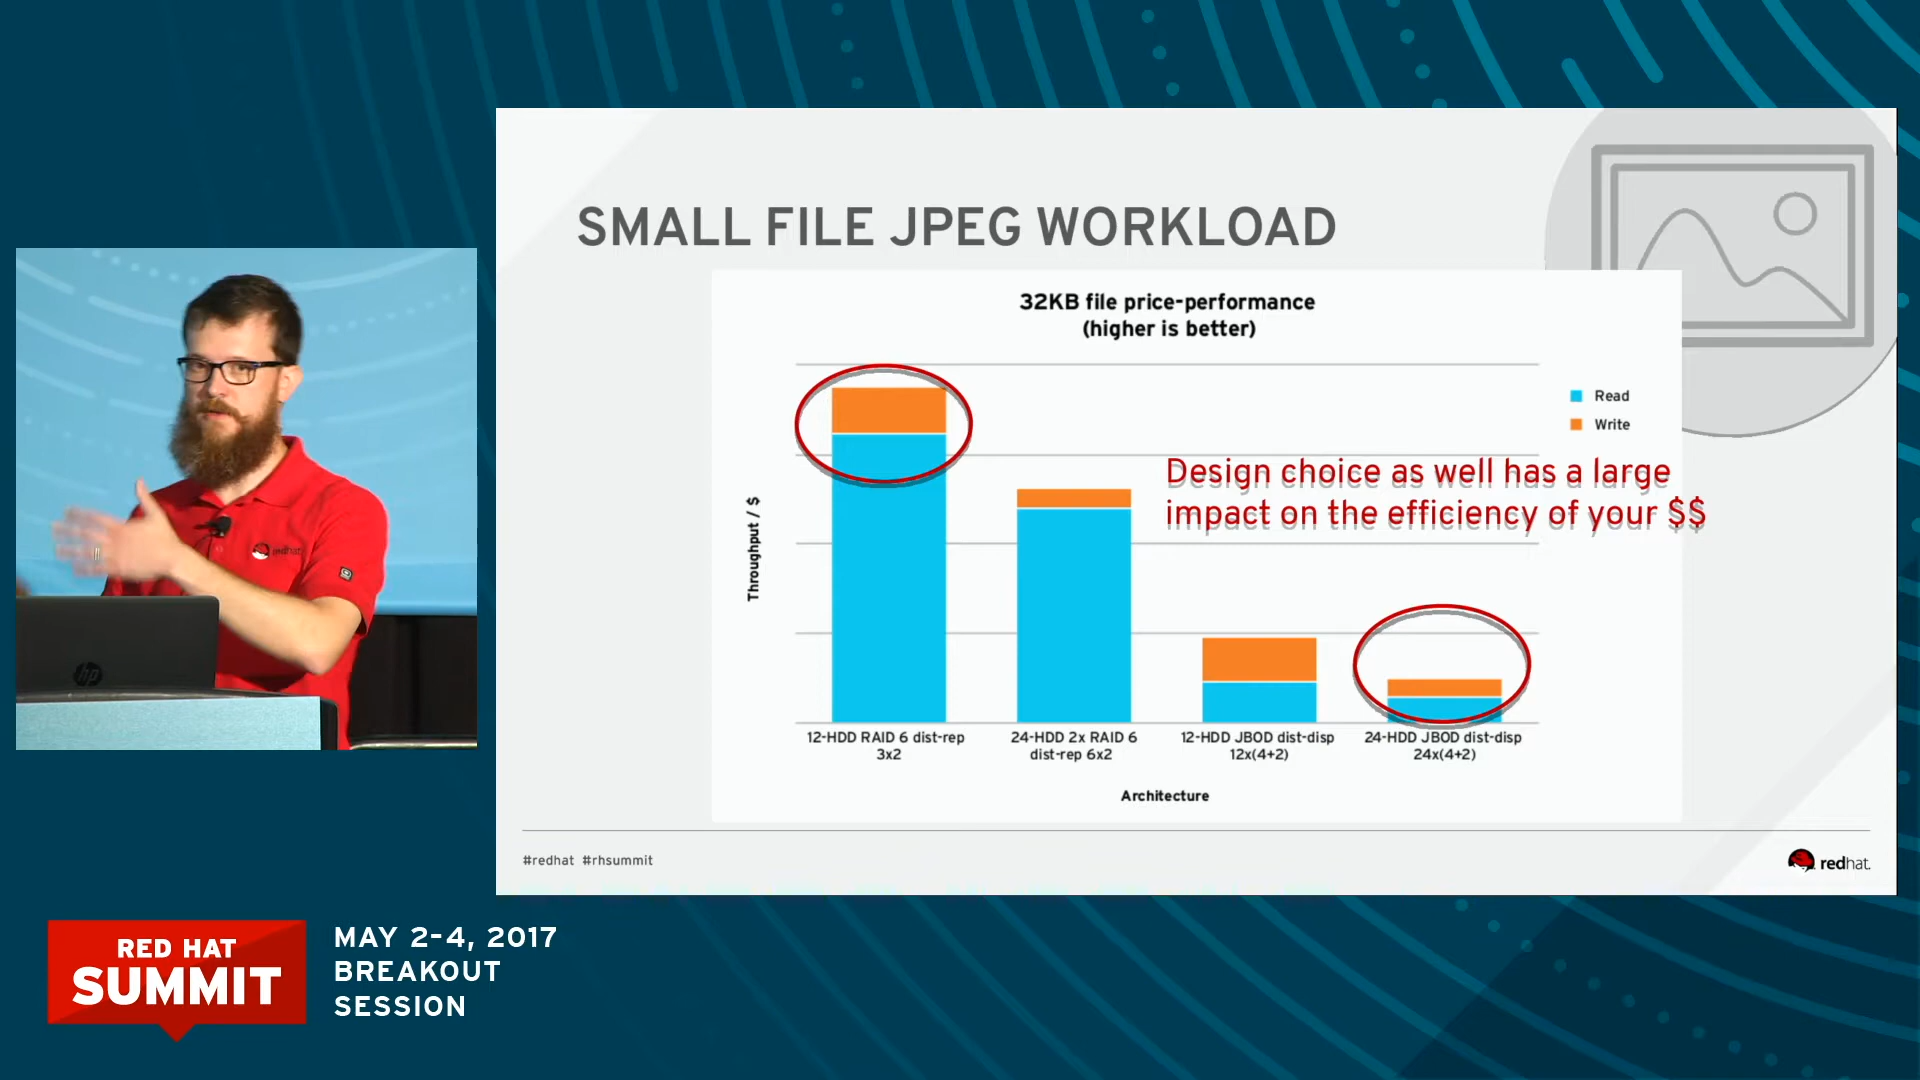 SMALL FILE JPEG WORKLOAD
32KB file price-performance
(higher is better)
Read
Write
Design choice as well has a large
impact on the efficiency of your $$
Throughput / $
12-HDD RAID 6 dist-rep
3x2
24-HDD 2x RAID 6
dist-rep 6x2
12-HDD JBOD dist-disp
12x(4+2)
24-HDD JBOD dist-disp
24x(4+2)
Architecture
#redhat #rhsummit
redhat.
redhat
hp
RED HAT
SUMMIT
MAY 2-4, 2017
BREAKOUT
SESSION